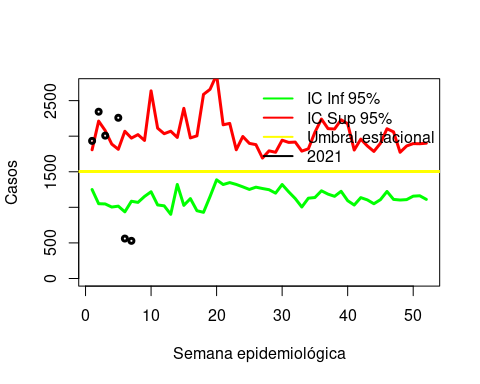 2500
1500
500
0
Casos
IC Inf 95%
IC Sup 95%
Umbral estacional
2021
0 10 20 30 40 50
Semana epidemiológica